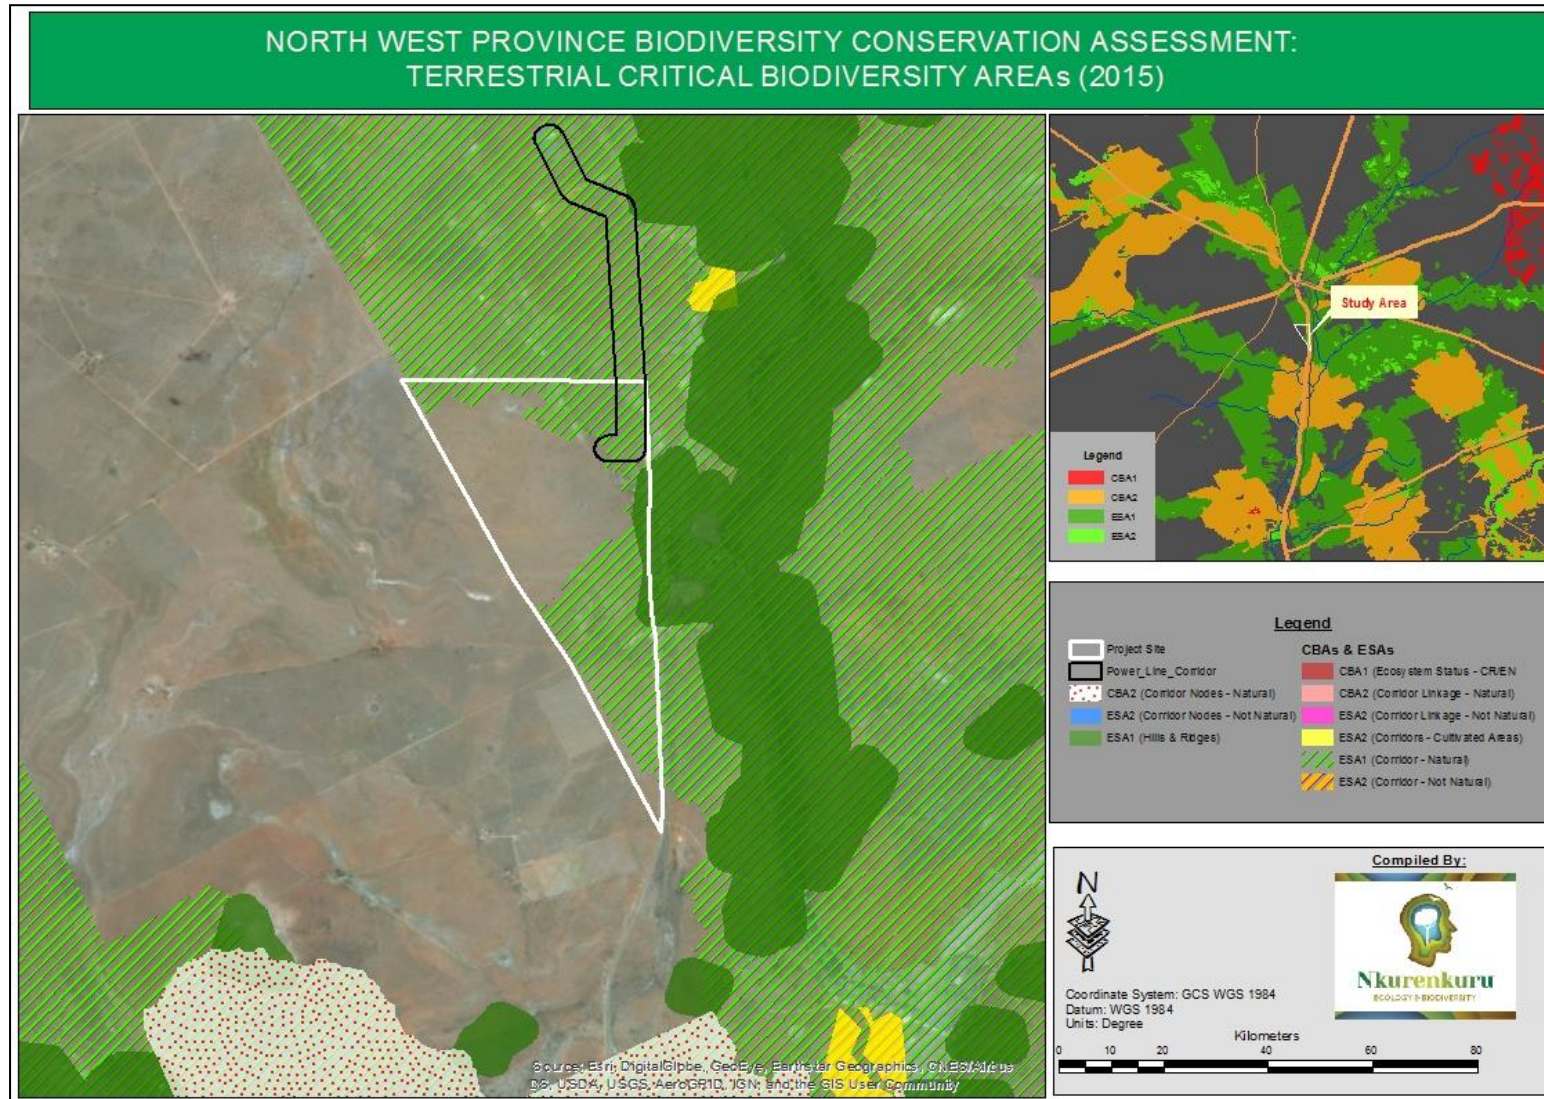 NORTH WEST PROVINCE BIODIVERSITY CONSERVATION ASSESSMENT:
TERRESTRIAL CRITICAL BIODIVERSITY AREAs (2015)
Study Area
Legend
CBA1
CBA2
ESA1
ESA2
Legend
Project Site
Power_Line_Corridor
CBA2 (Corridor Nodes - Natural)
ESA2 (Corridor Nodes - Not Natural)
ESA1 (Hills & Ridges)
CBAs & ESAs
CBA1 (Ecosystem Status - CR/EN
CBA2 (Corridor Linkage - Natural)
ESA2 (Corridor Linkage - Not Natural)
ESA2 (Corridors - Cultivated Areas)
ESA1 (Corridor - Natural)
ESA2 (Corridor - Not Natural)
N
Compiled By:
Nkurenkuru
ECOLOGY & BIODIVERSITY
Coordinate System: GCS WGS 1984
Datum: WGS 1984
Units: Degree
Kilometers
0 10 20 40 60 80
Source: Esri, DigitalGlobe, GeoEye, Earthstar Geographics, CNES/Airbus
DS, USDA, USGS, AeroGRID, IGN, and the GIS User Community